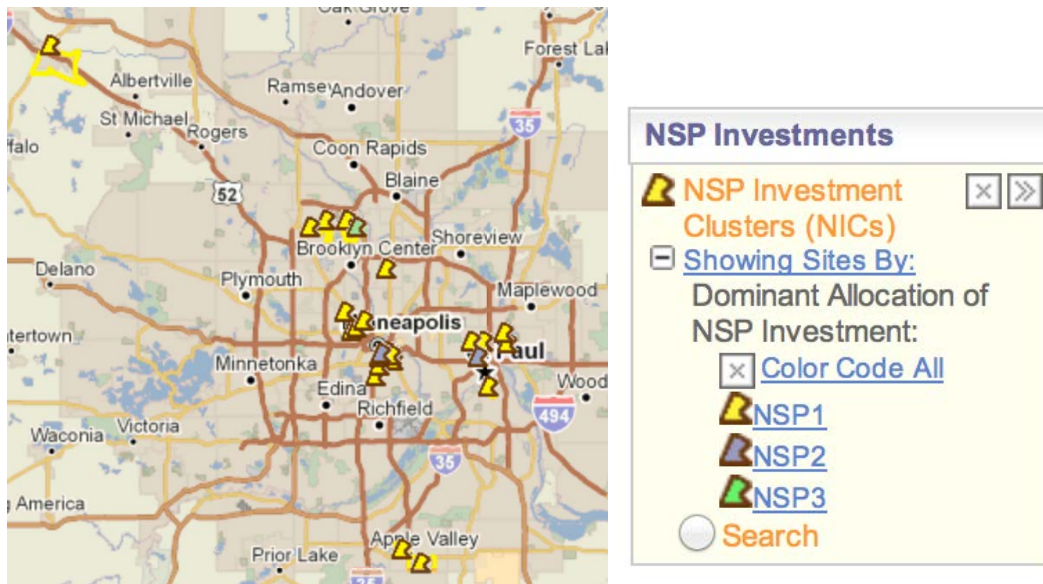 Oak Grove
Forest Lak
Albertville
Ramsey
Andover
St Michael
Rogers
35
ffalo
Coon Rapids
52
Blaine
Brooklyn Center
Shoreview
Delano
Plymouth
Maplewood
neapolis
tertown
Paul
Minnetonka
Edina
Wood
Richfield
494
Victoria
Waconia
35
g America
Apple Valley
Prior Lake
35
NSP Investments
NSP Investment
Clusters (NICs)
Showing Sites By:
Dominant Allocation of
NSP Investment:
Color Code All
NSP1
NSP2
NSP3
Search